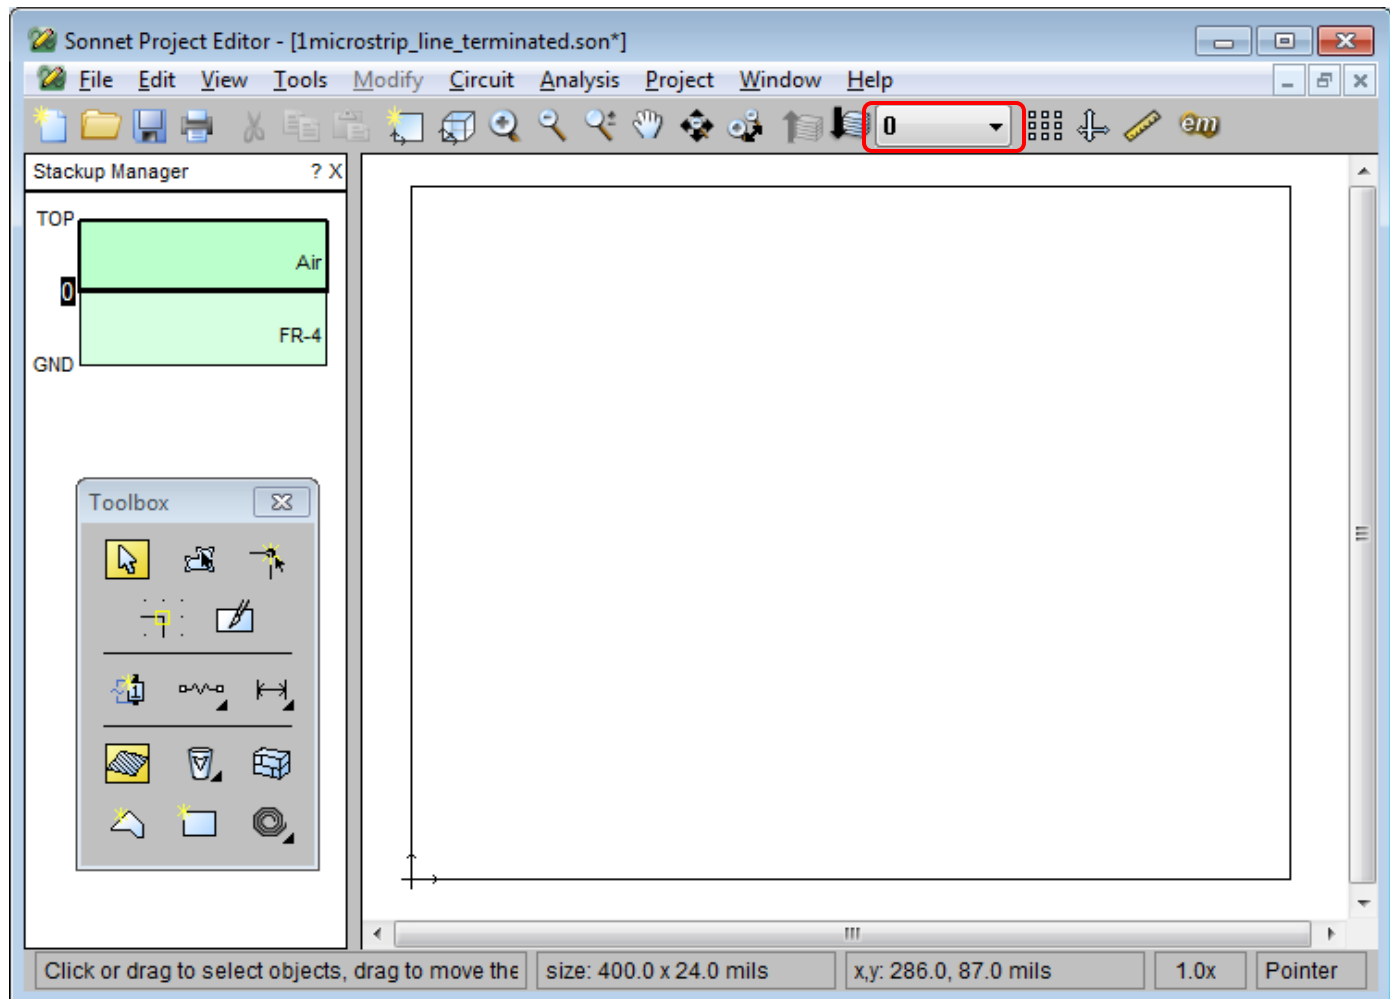 Sonnet Project Editor - [1microstrip_line_terminated.son*]
File Edit View Tools Modify Circuit Analysis Project Window Help
0
em
Stackup Manager ? X
TOP
Air
0
FR-4
GND
Toolbox
1
Click or drag to select objects, drag to move the
size: 400.0 x 24.0 mils
x,y: 286.0, 87.0 mils
1.0x
Pointer